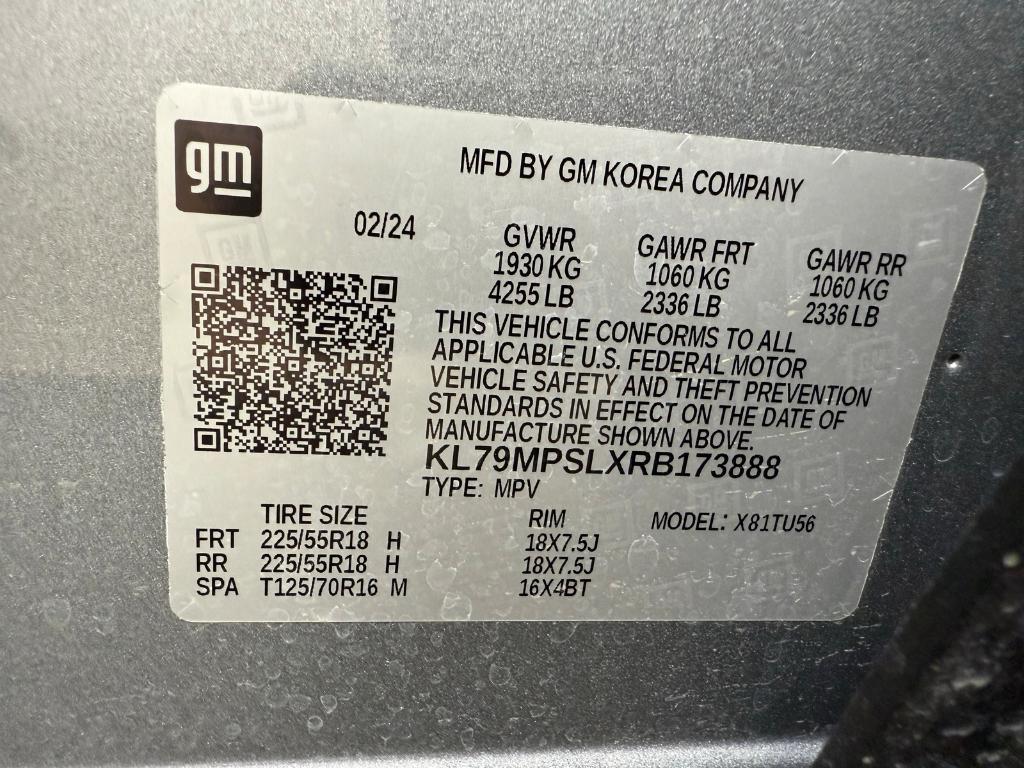 gm
MFD BY GM KOREA COMPANY
02/24
GVWR GAWR FRT GAWR RR
1930 KG 1060 KG 1060 KG
4255 LB 2336 LB 2336 LB
THIS VEHICLE CONFORMS TO ALL
APPLICABLE U.S. FEDERAL MOTOR
VEHICLE SAFETY AND THEFT PREVENTION
STANDARDS IN EFFECT ON THE DATE OF
MANUFACTURE SHOWN ABOVE.
KL79MPSLXRB173888
TYPE: MPV
TIRE SIZE RIM MODEL: X81TU56
FRT 225/55R18 H 18X7.5J
RR 225/55R18 H 18X7.5J
SPA T125/70R16 M 16X4BT